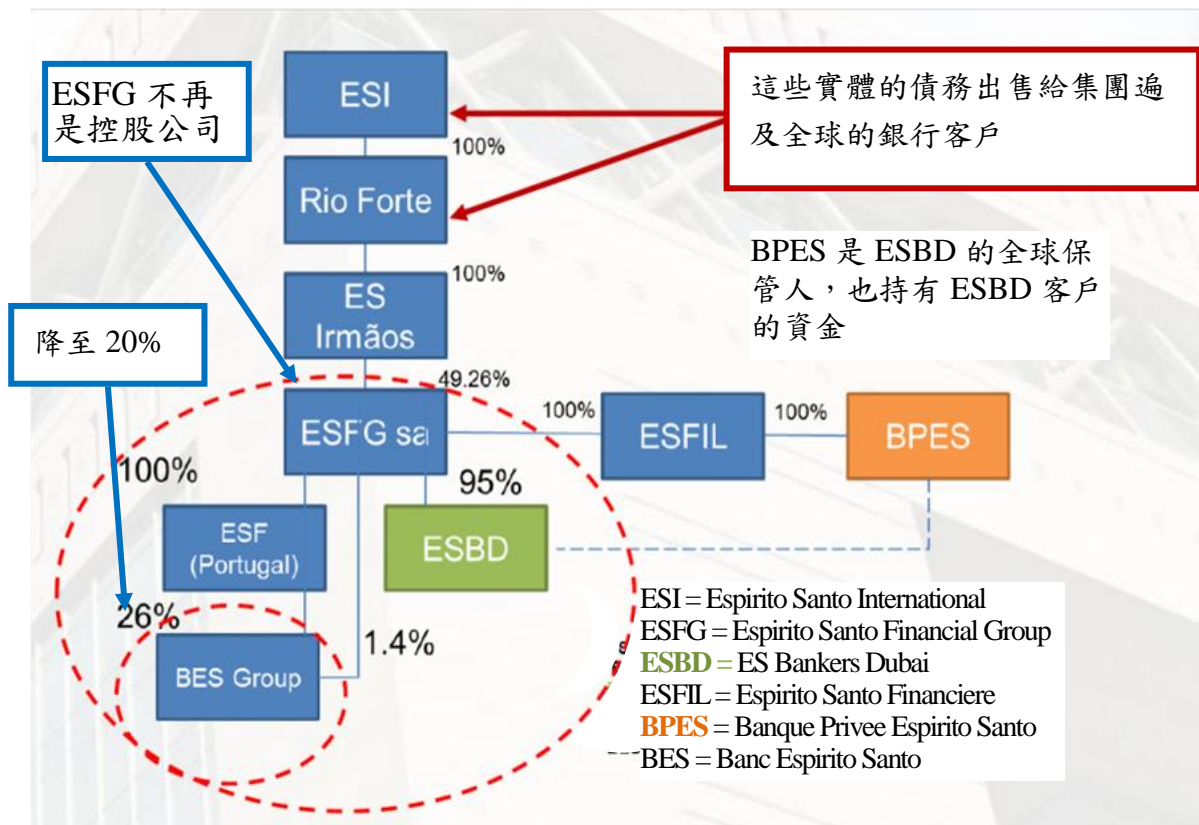 ESFG 不再
是控股公司
ESI
這些實體的債務出售給集團遍
及全球的銀行客戶
100%
Rio Forte
100%
BPES 是 ESBD 的全球保
管人，也持有 ESBD 客戶
的資金
ES
Irmãos
降至 20%
49.26%
ESFG sa
100%
ESFIL
100%
BPES
100%
95%
ESF
(Portugal)
ESBD
26%
1.4%
BES Group
ESI = Espirito Santo International
ESFG = Espirito Santo Financial Group
ESBD = ES Bankers Dubai
ESFIL = Espirito Santo Financiere
BPES = Banque Privee Espirito Santo
BES = Banc Espirito Santo